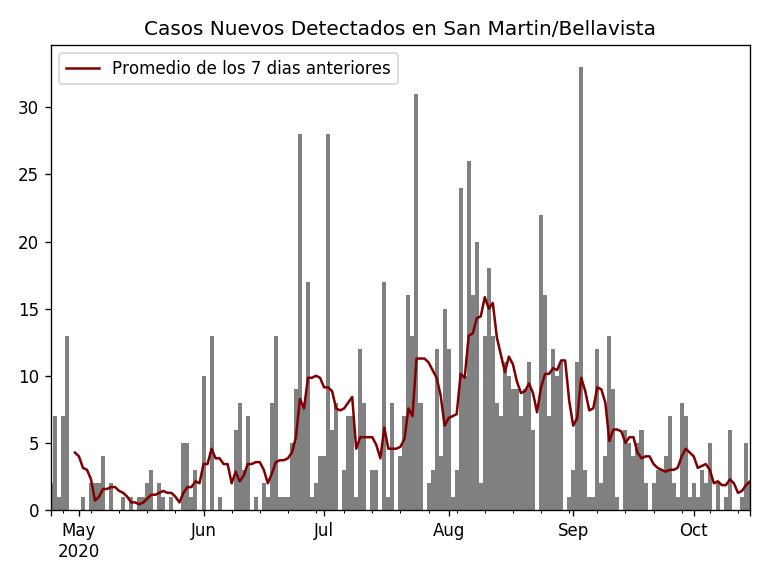 Casos Nuevos Detectados en San Martin/Bellavista
Promedio de los 7 dias anteriores
30
25
20
15
10
5
0
May Jun Jul Aug Sep Oct
2020